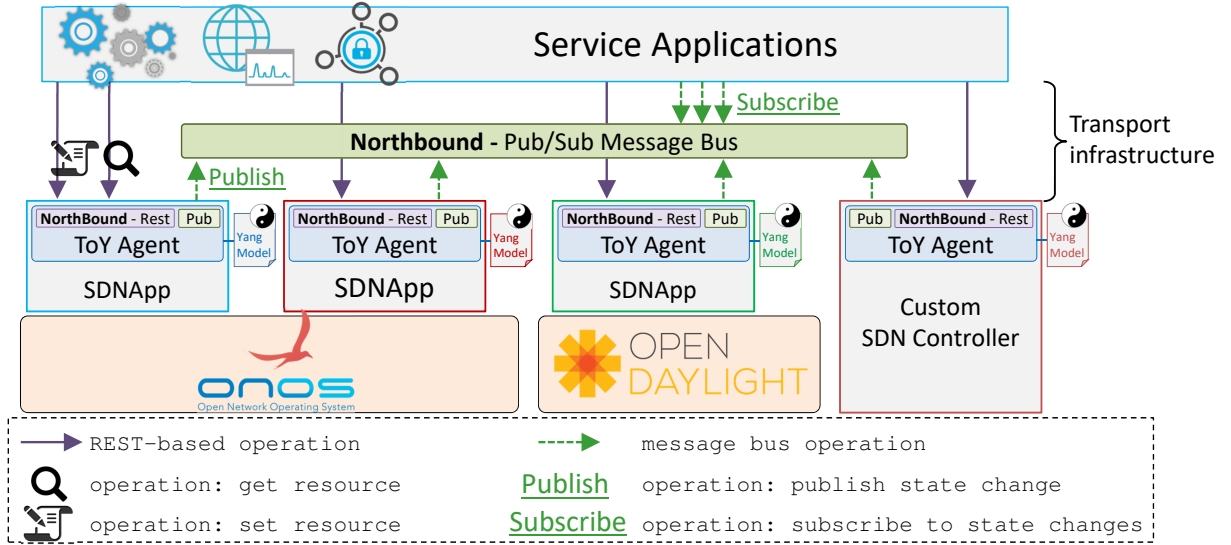 Service Applications
Subscribe
Northbound - Pub/Sub Message Bus
Transport
infrastructure
Publish
NorthBound - Rest
Pub
ToY Agent
Yang
Model
SDNApp
NorthBound - Rest
Pub
ToY Agent
Yang
Model
SDNApp
NorthBound - Rest
Pub
ToY Agent
Yang
Model
SDNApp
Pub
NorthBound - Rest
ToY Agent
Yang
Model
Custom
SDN Controller
onos
Open Network Operating System
OPEN
DAYLIGHT
REST-based operation
message bus operation
operation: get resource
Publish operation: publish state change
operation: set resource
Subscribe operation: subscribe to state changes